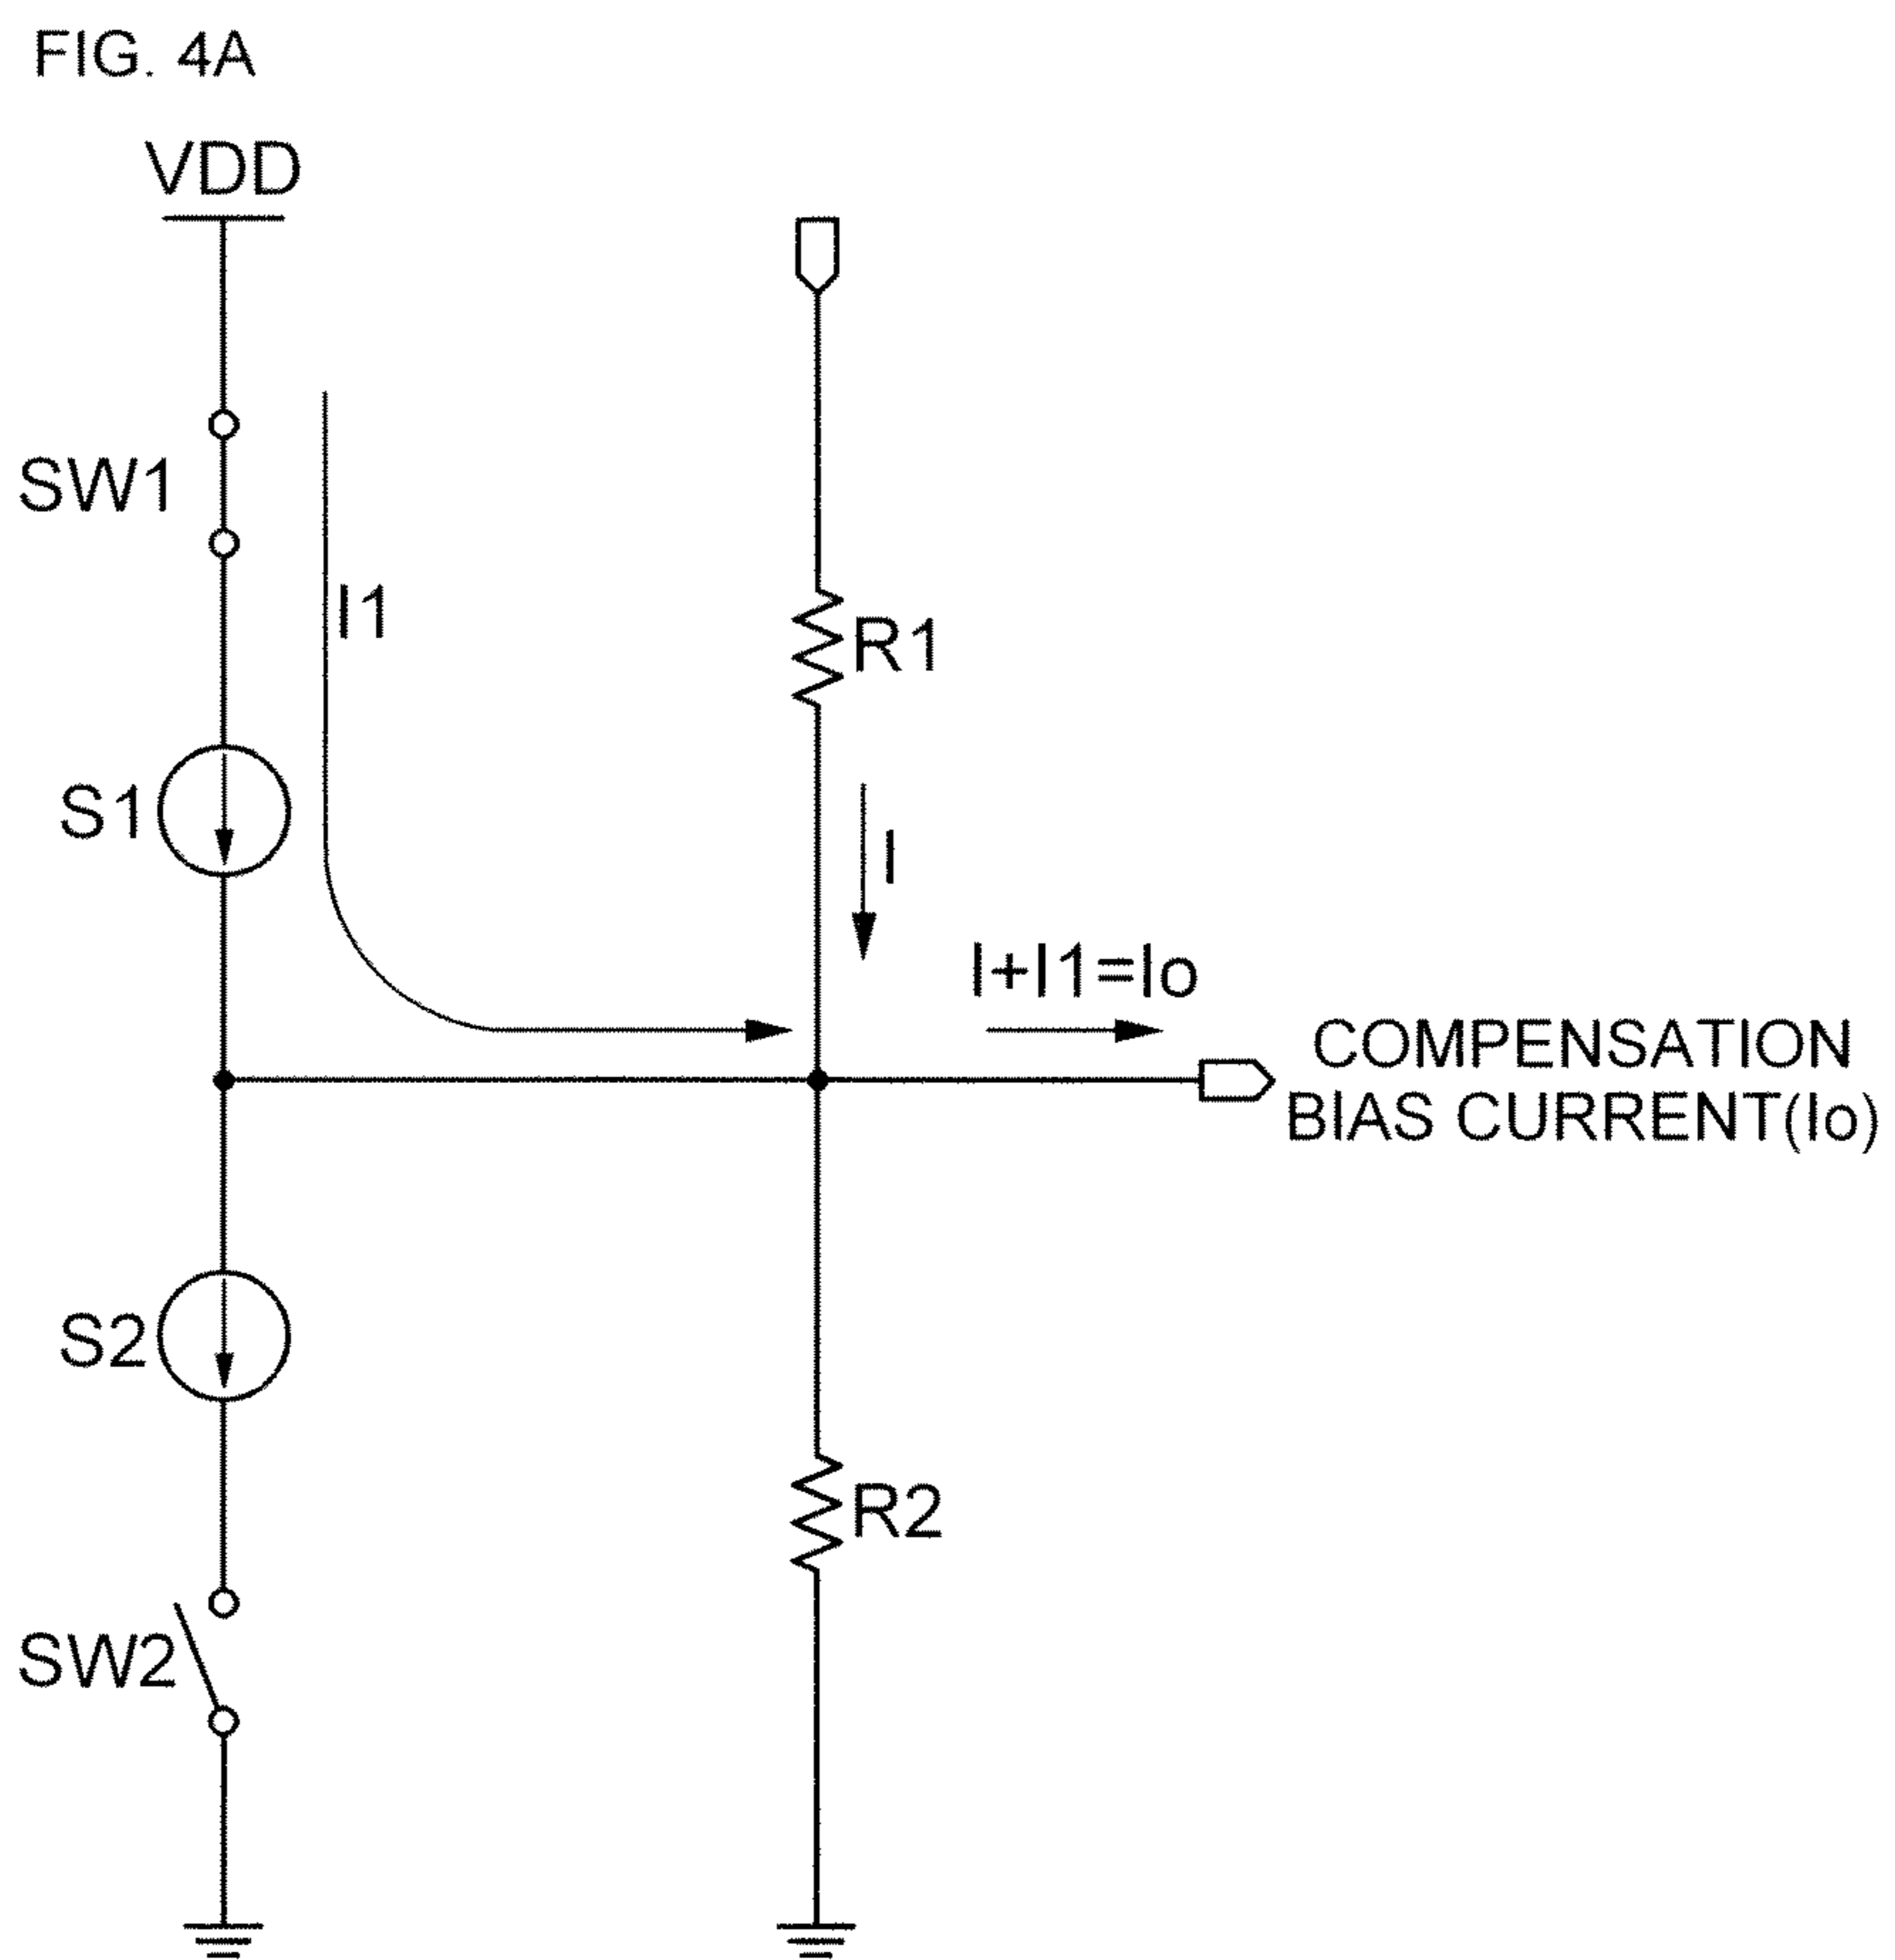 FIG. 4A
VDD
SW1
I1
R1
S1
I
I+I1=Io
COMPENSATION
BIAS CURRENT(Io)
S2
R2
SW2